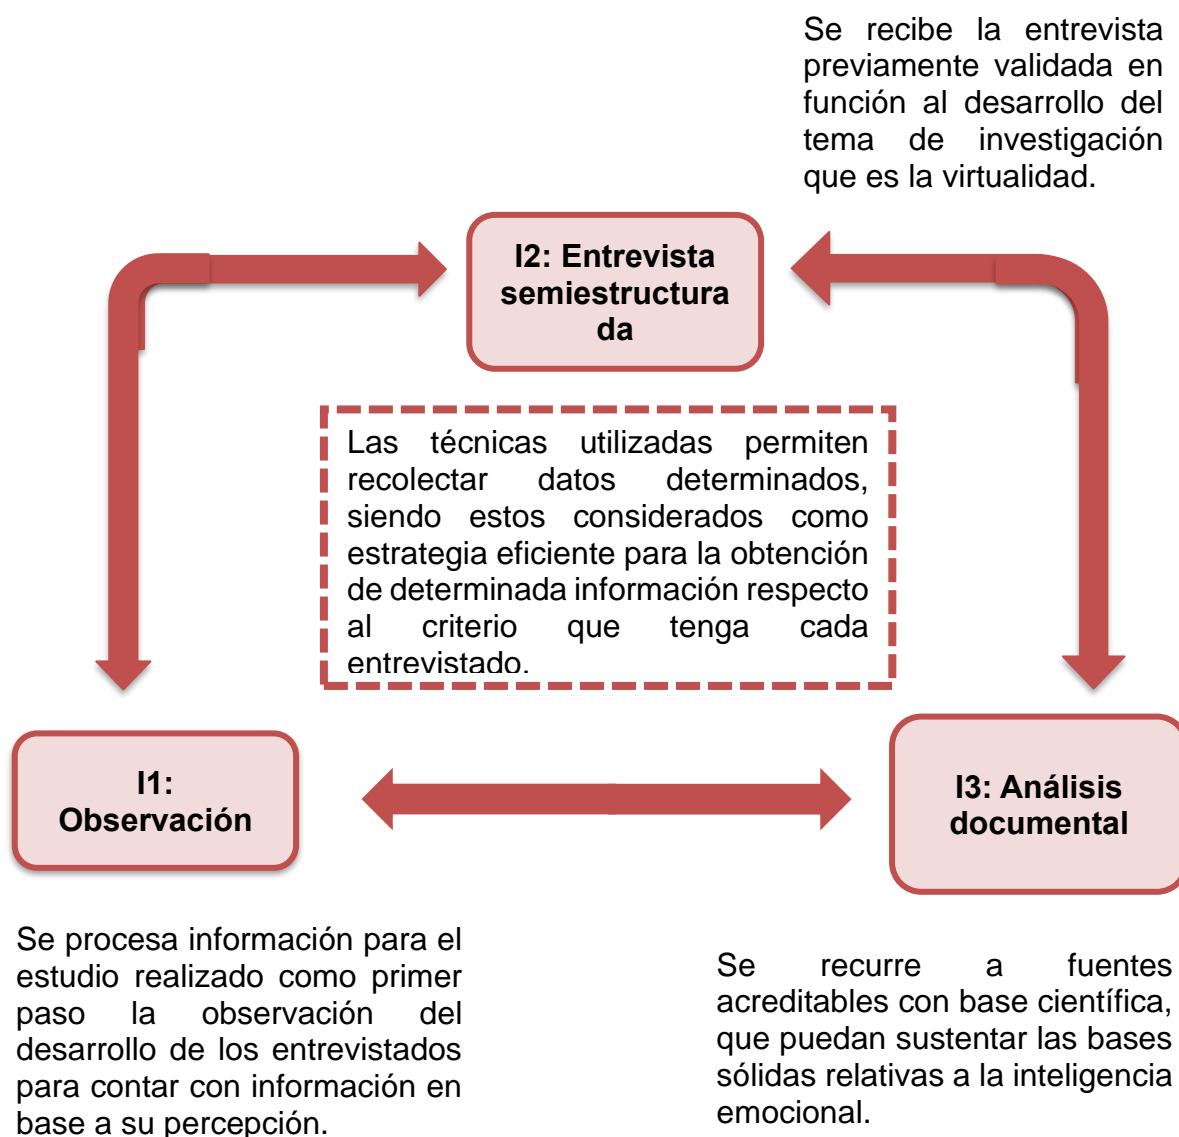 Se recibe la entrevista
previamente validada en
función al desarrollo del
tema de investigación
que es la virtualidad.
I2: Entrevista
semiestructura
da
Las técnicas utilizadas permiten
recolectar datos determinados,
siendo estos considerados como
estrategia eficiente para la obtención
de determinada información respecto
al criterio que tenga cada
entrevistado.
I1:
Observación
I3: Análisis
documental
Se procesa información para el
estudio realizado como primer
paso la observación del
desarrollo de los entrevistados
para contar con información en
base a su percepción.
Se recurre a fuentes
acreditables con base científica,
que puedan sustentar las bases
sólidas relativas a la inteligencia
emocional.